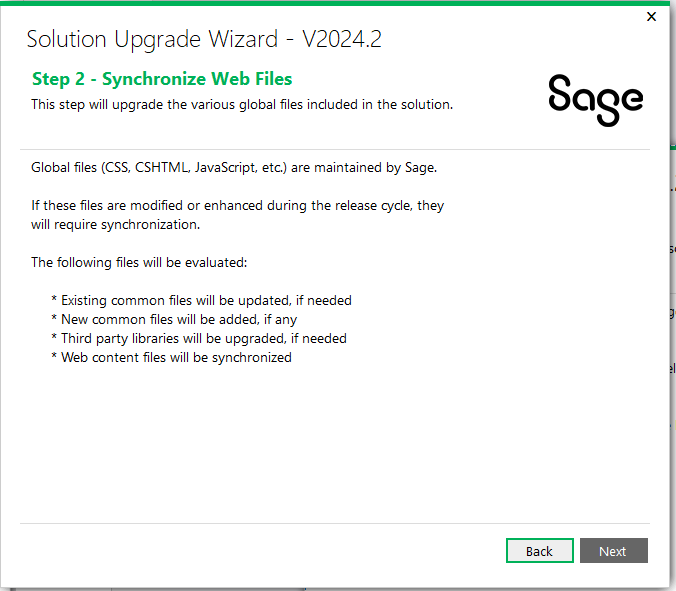 Solution Upgrade Wizard - V2024.2
Step 2 - Synchronize Web Files
This step will upgrade the various global files included in the solution.
Sage
Global files (CSS, CSHTML, JavaScript, etc.) are maintained by Sage.
If these files are modified or enhanced during the release cycle, they
will require synchronization.
The following files will be evaluated:
* Existing common files will be updated, if needed
* New common files will be added, if any
* Third party libraries will be upgraded, if needed
* Web content files will be synchronized
Back
Next